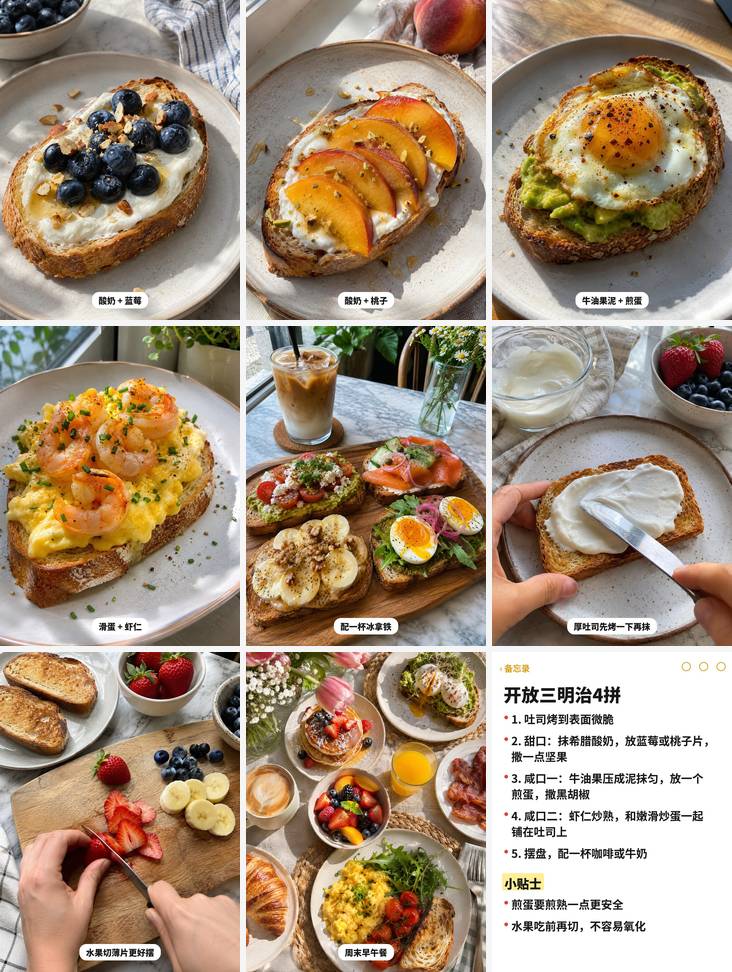 酸奶 + 蓝莓
酸奶 + 桃子
牛油果泥 + 煎蛋
滑蛋 + 虾仁
配一杯冰拿铁
厚吐司先烤一下再抹
水果切薄片更好摆
周末早午餐
‹ 备忘录
开放三明治4拼
• 1. 吐司烤到表面微脆
• 2. 甜口：抹希腊酸奶，放蓝莓或桃子片，
撒一点坚果
• 3. 咸口一：牛油果压成泥抹匀，放一个
煎蛋，撒黑胡椒
• 4. 咸口二：虾仁炒熟，和嫩滑炒蛋一起
铺在吐司上
• 5. 摆盘，配一杯咖啡或牛奶
小贴士
• 煎蛋要煎熟一点更安全
• 水果吃前再切，不容易氧化